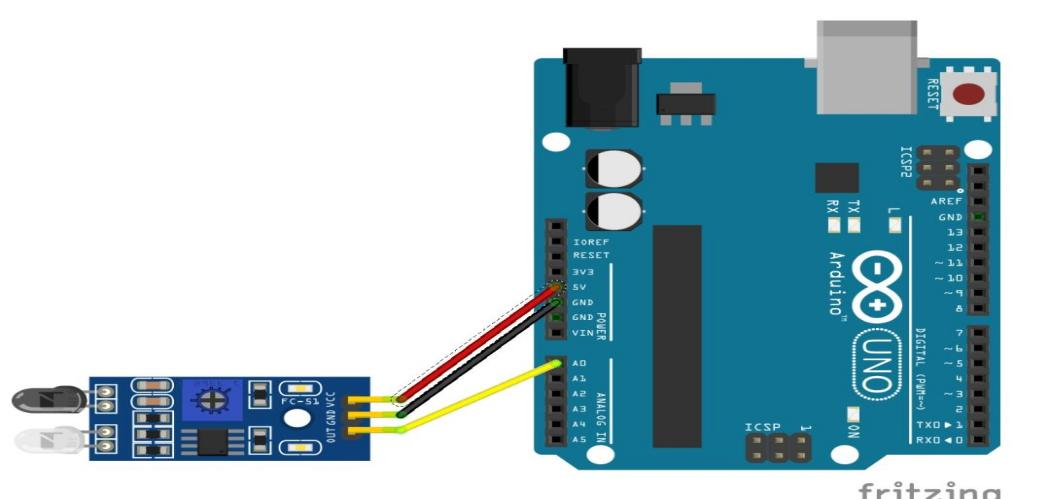 RESET
ICSP2
AREF
GND
13
12
~ 11
~ 10
~ 9
8
7
~ 6
~ 5
4
~ 3
2
TX0 ▶ 1
RX0 ◀ 0
DIGITAL (PWM=~)
L
TX
RX
Arduino™
UNO
ON
ICSP
1
IOREF
RESET
3V3
5V
GND
GND
VIN
POWER
A0
A1
A2
A3
A4
A5
ANALOG IN
FC-51
VCC
GND
OUT
fritzing